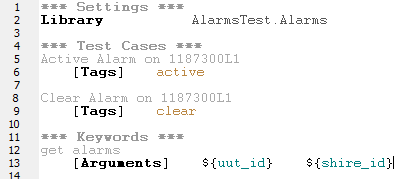 1 *** Settings ***
2 Library AlarmsTest.Alarms
3
4 *** Test Cases ***
5 Active Alarm on 1187300L1
6 [Tags] active
7
8 Clear Alarm on 1187300L1
9 [Tags] clear
10
11 *** Keywords ***
12 get alarms
13 [Arguments] ${uut_id} ${shire_id}